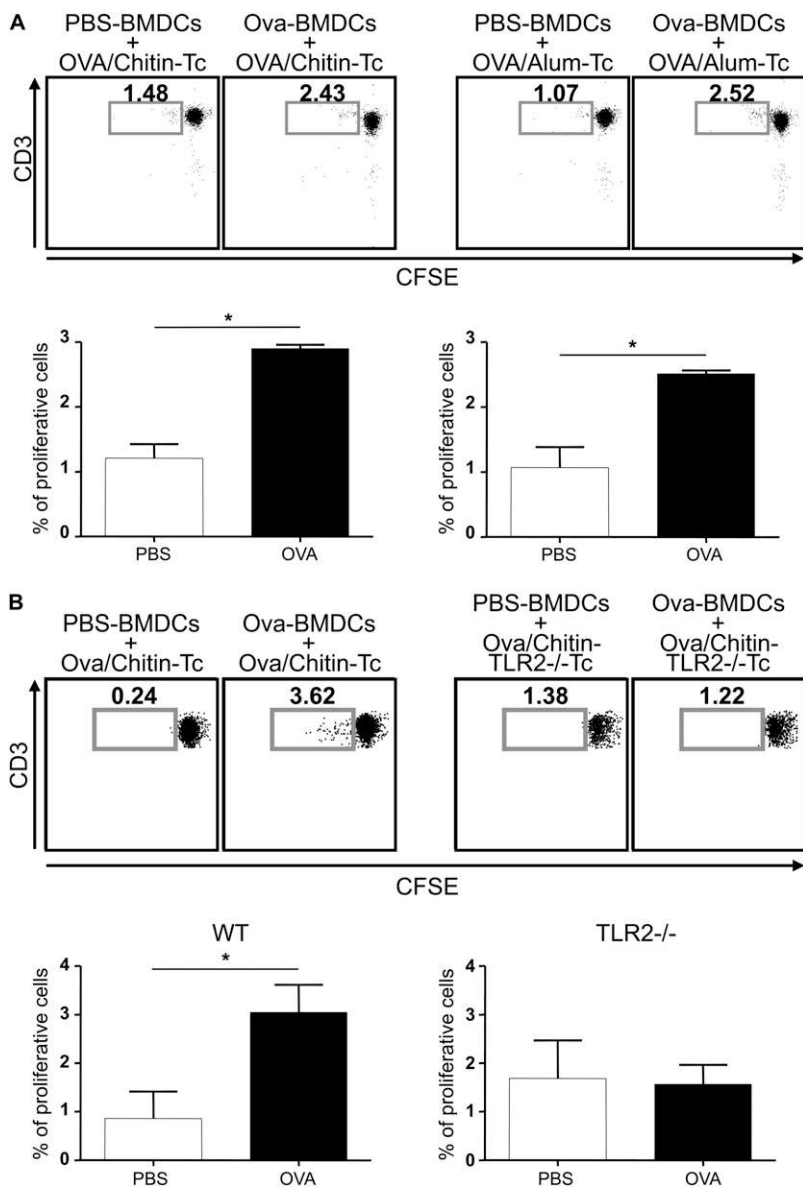 A
PBS-BMDCs
+
OVA/Chitin-Tc
Ova-BMDCs
+
OVA/Chitin-Tc
PBS-BMDCs
+
OVA/Alum-Tc
Ova-BMDCs
+
OVA/Alum-Tc
CD3
1.48
2.43
1.07
2.52
CFSE
% of proliferative cells
3
2
1
0
*
PBS
OVA
% of proliferative cells
3
2
1
0
*
PBS
OVA
B
PBS-BMDCs
+
Ova/Chitin-Tc
Ova-BMDCs
+
Ova/Chitin-Tc
PBS-BMDCs
+
Ova/Chitin-
TLR2-/-Tc
Ova-BMDCs
+
Ova/Chitin-
TLR2-/-Tc
CD3
0.24
3.62
1.38
1.22
CFSE
WT
% of proliferative cells
4
3
2
1
0
*
PBS
OVA
TLR2-/-
% of proliferative cells
4
3
2
1
0
PBS
OVA